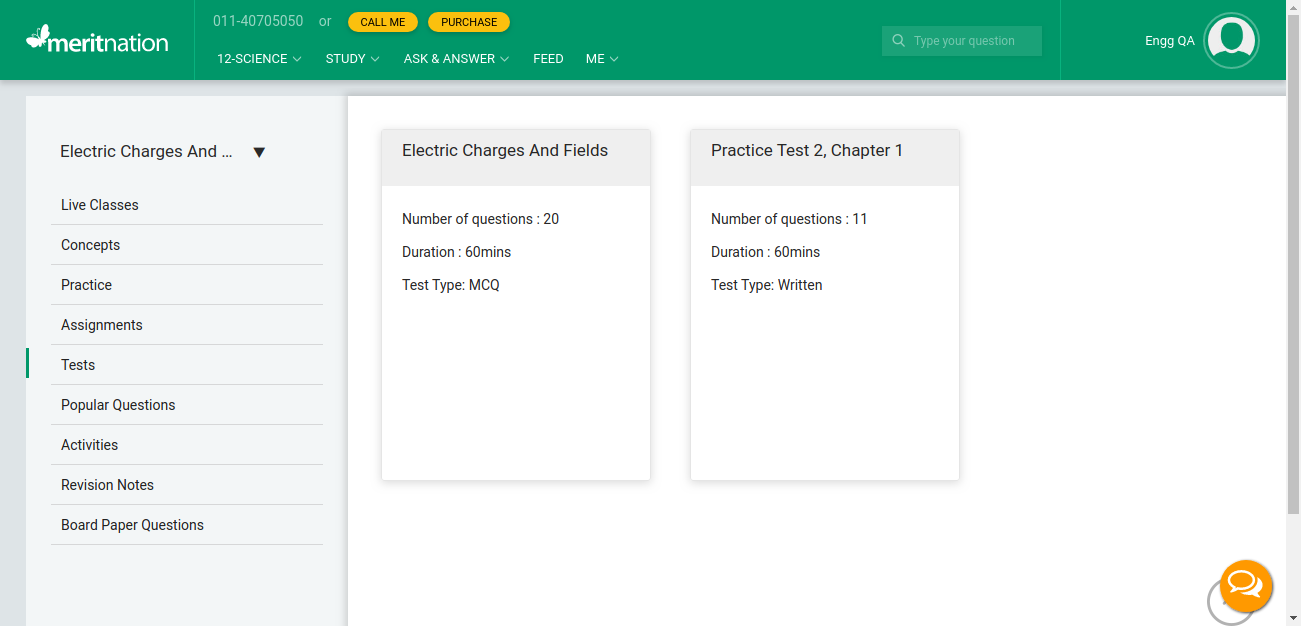 meritnation
011-40705050 or CALL ME PURCHASE
12-SCIENCE STUDY ASK & ANSWER FEED ME
Type your question
Engg QA
Electric Charges And ...
Live Classes
Concepts
Practice
Assignments
Tests
Popular Questions
Activities
Revision Notes
Board Paper Questions
Electric Charges And Fields
Number of questions : 20
Duration : 60mins
Test Type: MCQ
Practice Test 2, Chapter 1
Number of questions : 11
Duration : 60mins
Test Type: Written